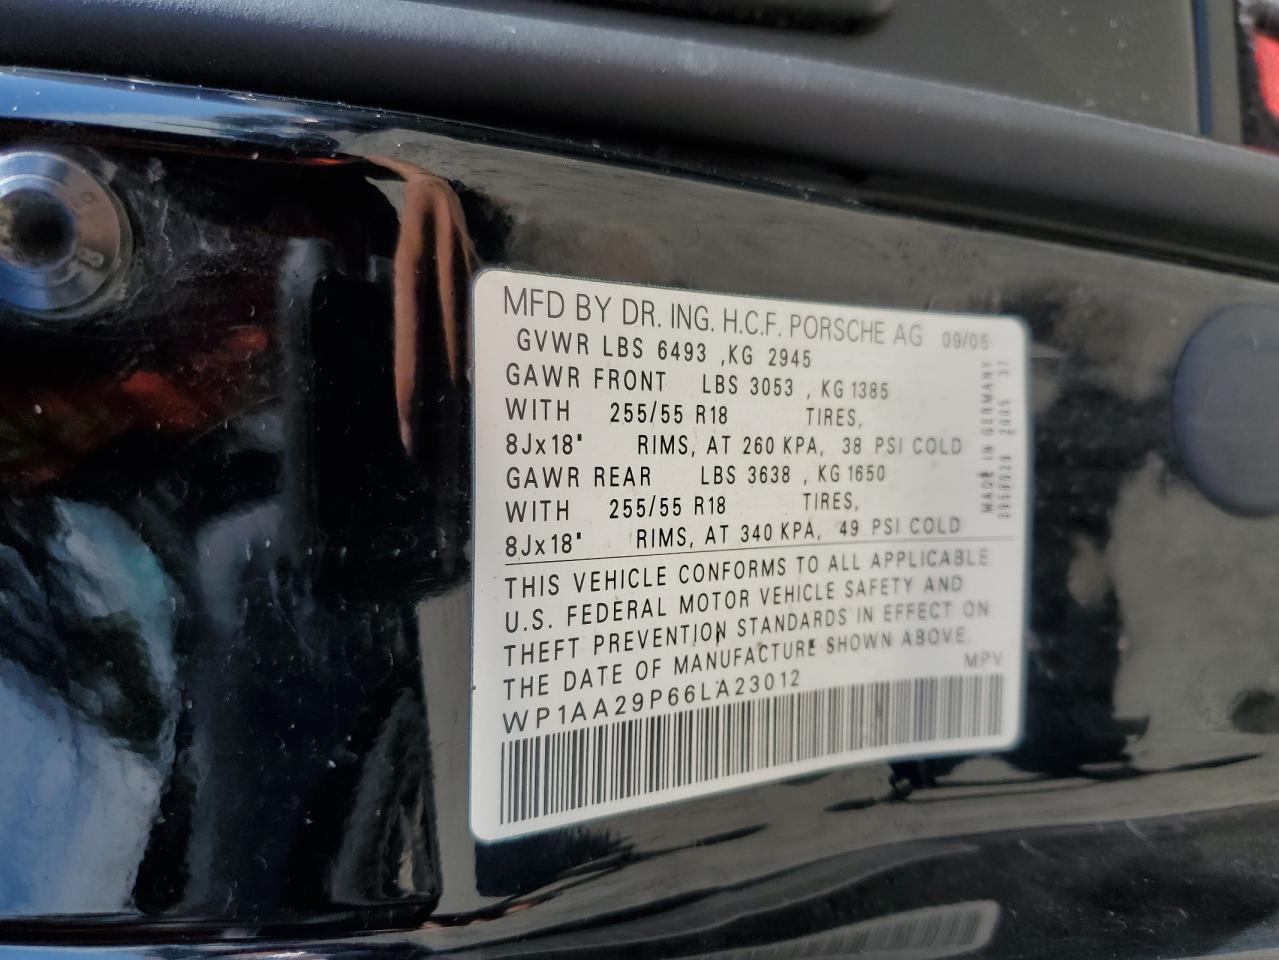 MFD BY DR. ING. H.C.F. PORSCHE AG 09/05
GVWR LBS 6493 ,KG 2945
GAWR FRONT LBS 3053 , KG 1385
WITH 255/55 R18 TIRES,
8Jx18" RIMS, AT 260 KPA, 38 PSI COLD
GAWR REAR LBS 3638 , KG 1650
WITH 255/55 R18 TIRES,
8Jx18" RIMS, AT 340 KPA, 49 PSI COLD
THIS VEHICLE CONFORMS TO ALL APPLICABLE
U.S. FEDERAL MOTOR VEHICLE SAFETY AND
THEFT PREVENTION STANDARDS IN EFFECT ON
THE DATE OF MANUFACTURE SHOWN ABOVE.
MPV
WP1AA29P66LA23012
MADE IN GERMANY
2005 37